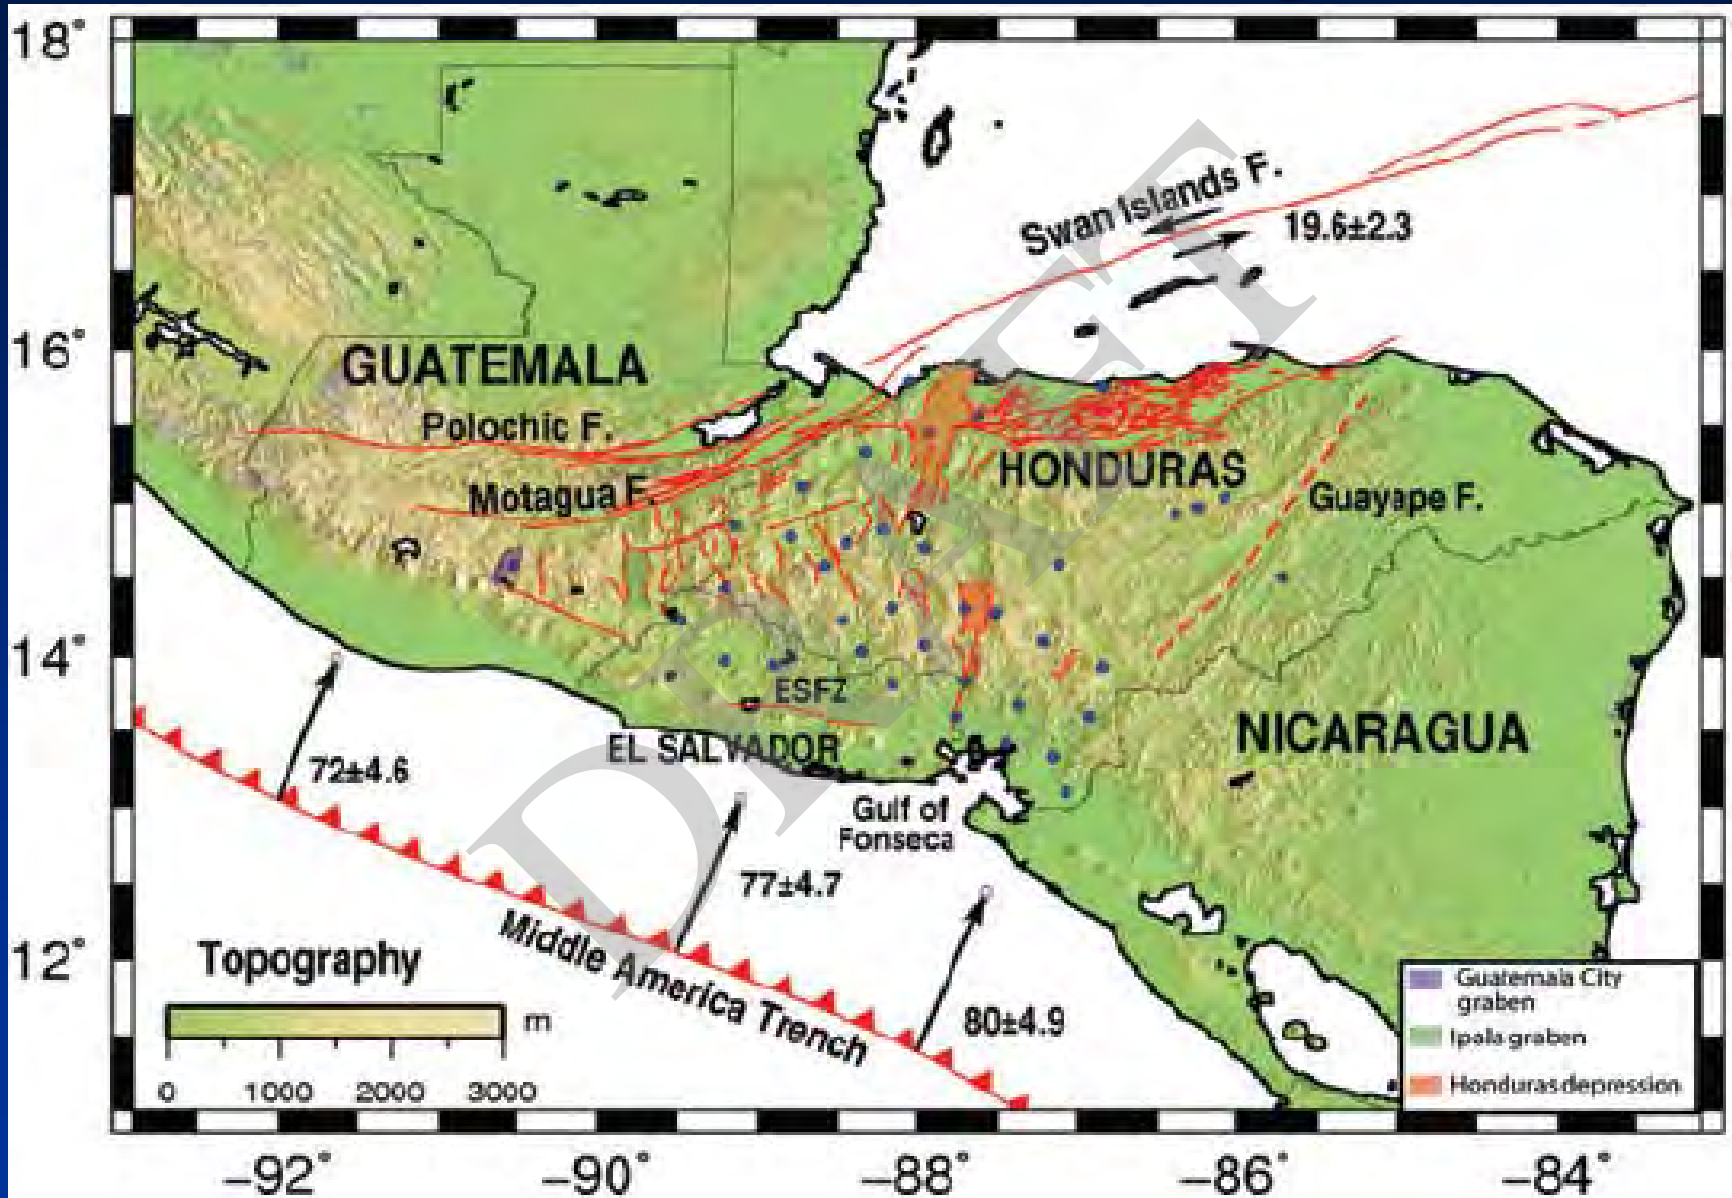 18°
16°
14°
12°
Swan Islands F.
19.6±2.3
GUATEMALA
Polochic F.
Motagua F.
HONDURAS
Guayape F.
ESFZ
EL SALVADOR
NICARAGUA
Gulf of
Fonseca
72±4.6
77±4.7
80±4.9
Middle America Trench
Topography
m
0 1000 2000 3000
Guatemala City
graben
Ipala graben
Honduras depression
−92° −90° −88° −86° −84°
DRAFT